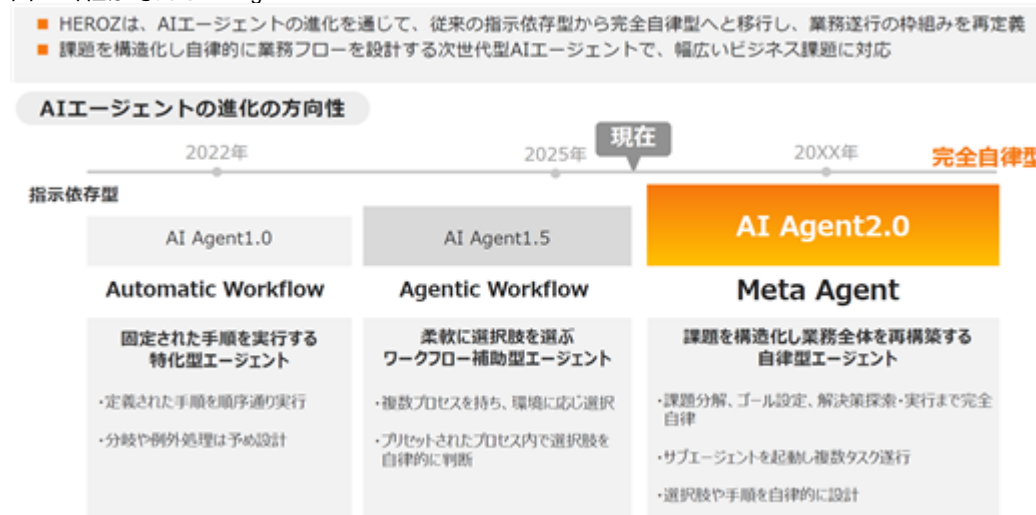 ■ HEROZは、AIエージェントの進化を通じて、従来の指示依存型から完全自律型へと移行し、業務遂行の枠組みを再定義
■ 課題を構造化し自律的に業務フローを設計する次世代型AIエージェントで、幅広いビジネス課題に対応
AIエージェントの進化の方向性
現在
2022年
2025年
20XX年
完全自律型
指示依存型
AI Agent1.0
AI Agent1.5
AI Agent2.0
Automatic Workflow
Agentic Workflow
Meta Agent
固定された手順を実行する
特化型エージェント
・定義された手順を順序通り実行
・分岐や例外処理は予め設計
柔軟に選択肢を選ぶ
ワークフロー補助型エージェント
・複数プロセスを持ち、環境に応じ選択
・プリセットされたプロセス内で選択肢を
自律的に判断
課題を構造化し業務全体を再構築する
自律型エージェント
・課題分解、ゴール設定、解決策探索・実行まで完全
自律
・サブエージェントを起動し複数タスク遂行
・選択肢や手順を自律的に設計